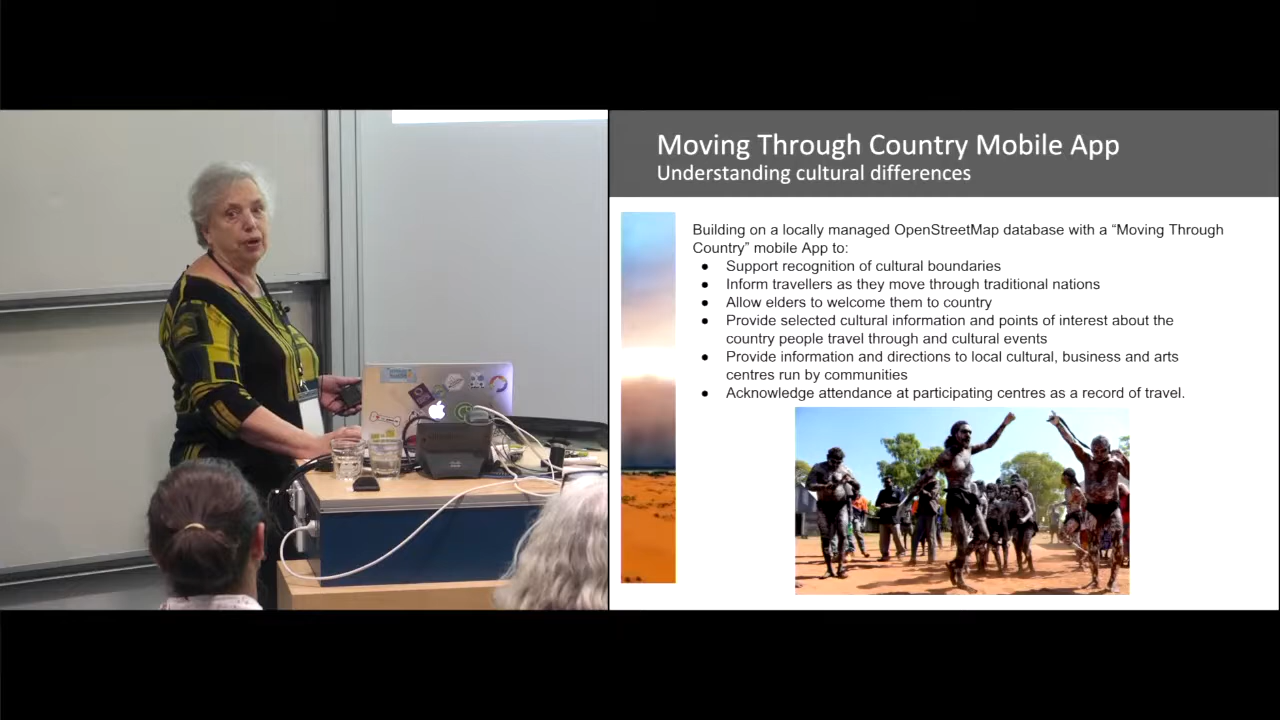 Moving Through Country Mobile App
Understanding cultural differences
Building on a locally managed OpenStreetMap database with a “Moving Through
Country” mobile App to:
● Support recognition of cultural boundaries
● Inform travellers as they move through traditional nations
● Allow elders to welcome them to country
● Provide selected cultural information and points of interest about the
country people travel through and cultural events
● Provide information and directions to local cultural, business and arts
centres run by communities
● Acknowledge attendance at participating centres as a record of travel.